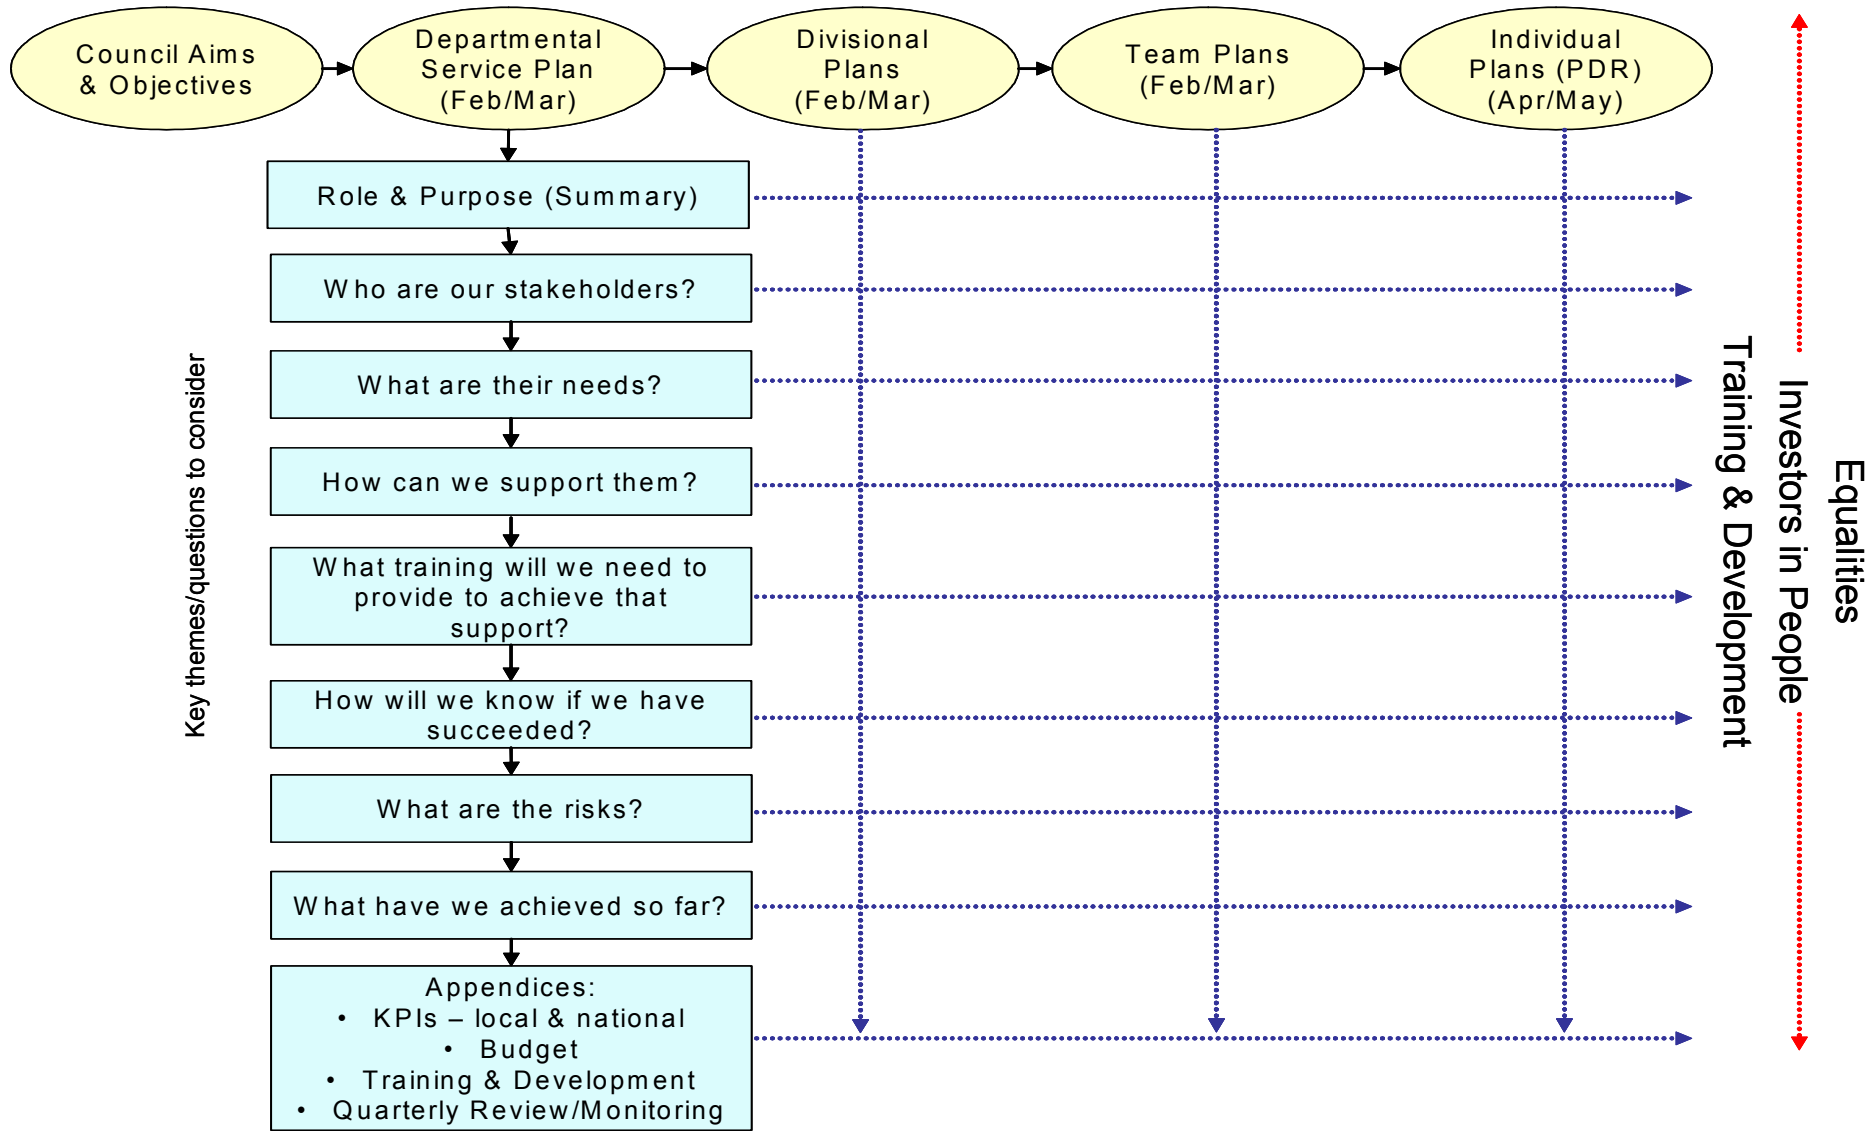 Council Aims
& Objectives
Departmental
Service Plan
(Feb/Mar)
Divisional
Plans
(Feb/Mar)
Team Plans
(Feb/Mar)
Individual
Plans (PDR)
(Apr/May)
Key themes/questions to consider
Role & Purpose (Summary)
Who are our stakeholders?
What are their needs?
How can we support them?
What training will we need to
provide to achieve that
support?
How will we know if we have
succeeded?
What are the risks?
What have we achieved so far?
Appendices:
• KPIs – local & national
• Budget
• Training & Development
• Quarterly Review/Monitoring
Equalities
Investors in People
Training & Development